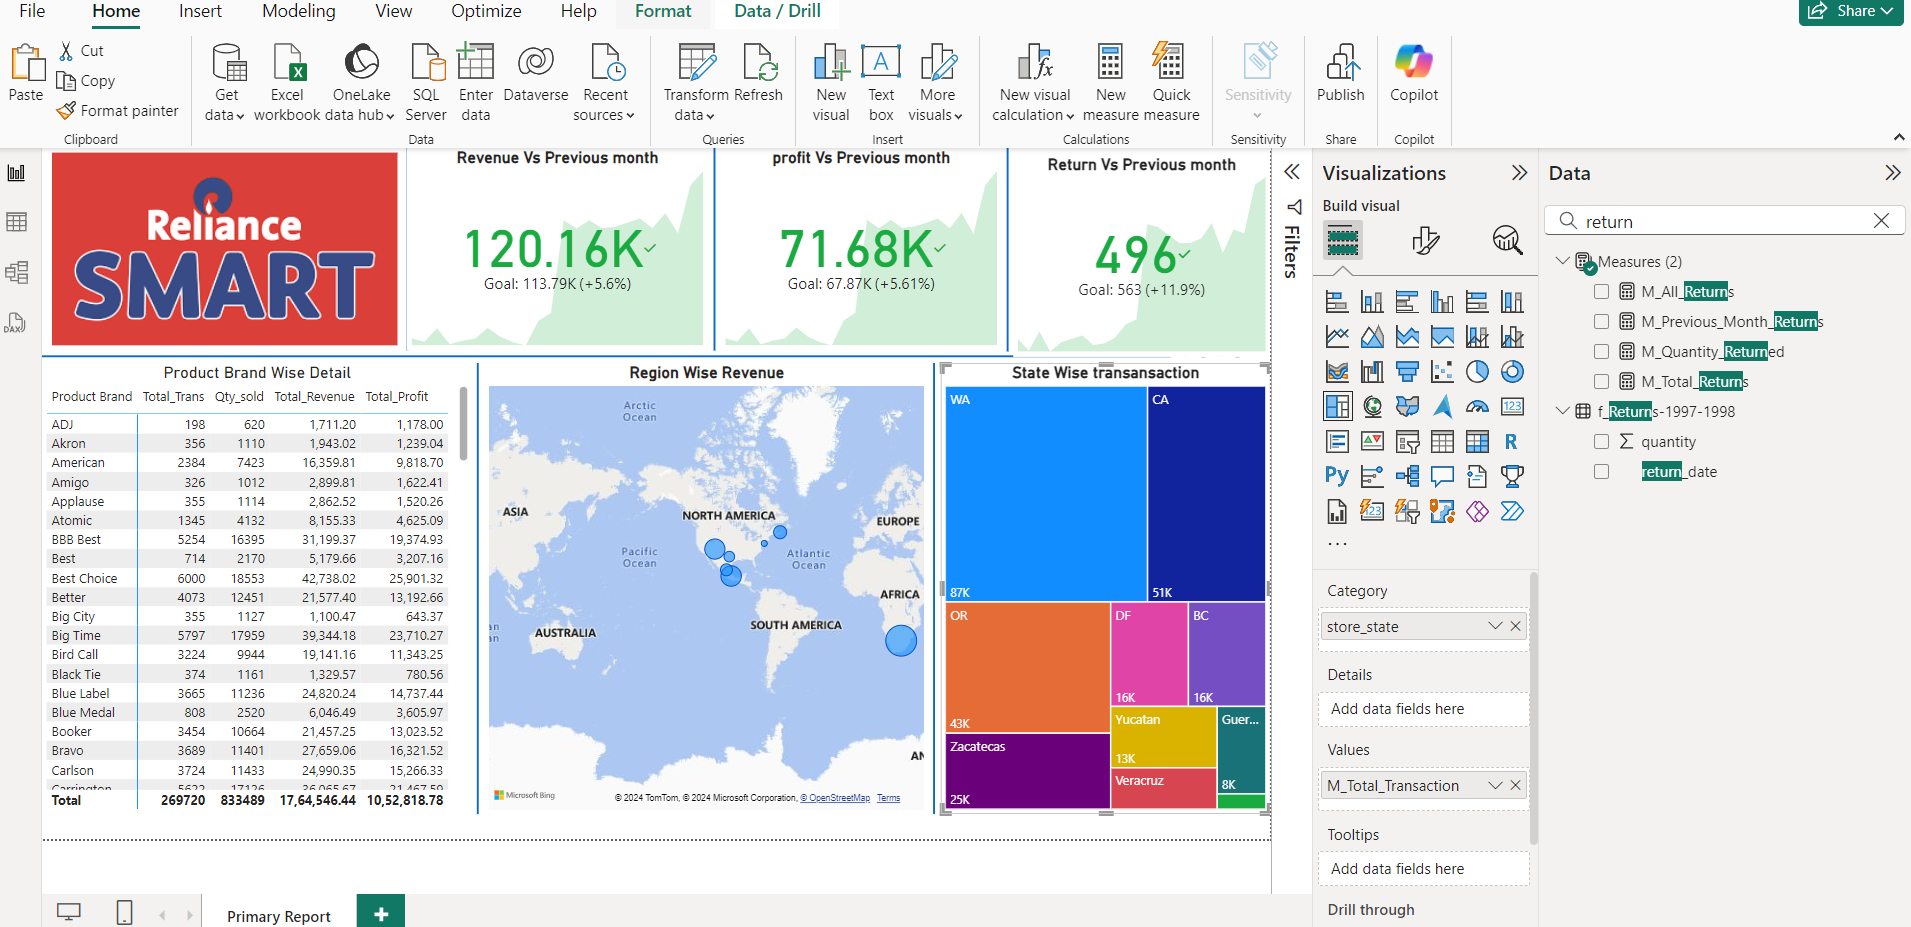 File Home Insert Modeling View Optimize Help Format Data / Drill
Share
Paste
Cut
Copy
Format painter
Clipboard
Get data
Excel workbook
OneLake data hub
SQL Server
Enter data
Dataverse
Recent sources
Data
Transform data
Refresh
Queries
New visual
Text box
More visuals
Insert
New visual calculation
New measure
Quick measure
Calculations
Sensitivity
Sensitivity
Publish
Share
Copilot
Copilot
Reliance
SMART
Revenue Vs Previous month
120.16K
Goal: 113.79K (+5.6%)
profit Vs Previous month
71.68K
Goal: 67.87K (+5.61%)
Return Vs Previous month
496
Goal: 563 (+11.9%)
Product Brand Wise Detail
Product Brand Total_Trans Qty_sold Total_Revenue Total_Profit
ADJ 198 620 1,711.20 1,178.00
Akron 356 1110 1,943.02 1,239.04
American 2384 7423 16,359.81 9,818.70
Amigo 326 1012 2,899.81 1,622.41
Applause 355 1114 2,862.52 1,520.26
Atomic 1345 4132 8,155.33 4,625.09
BBB Best 5254 16395 31,199.37 19,374.93
Best 714 2170 5,179.66 3,207.16
Best Choice 6000 18553 42,738.02 25,901.32
Better 4073 12451 21,577.40 13,192.66
Big City 355 1127 1,100.47 643.37
Big Time 5797 17959 39,344.18 23,710.27
Bird Call 3224 9944 19,141.16 11,343.25
Black Tie 374 1161 1,329.57 780.56
Blue Label 3665 11236 24,820.24 14,737.44
Blue Medal 808 2520 6,046.49 3,605.97
Booker 3454 10664 21,457.25 13,023.52
Bravo 3689 11401 27,659.06 16,321.52
Carlson 3724 11433 24,990.35 15,266.33
Total 269720 833489 17,64,546.44 10,52,818.78
Region Wise Revenue
Arctic
Ocean
ASIA
NORTH AMERICA
EUROPE
Pacific
Ocean
Atlantic
Ocean
AFRICA
AUSTRALIA
SOUTH AMERICA
Microsoft Bing
© 2024 TomTom, © 2024 Microsoft Corporation, © OpenStreetMap Terms
State Wise transansaction
WA
87K
CA
51K
OR
43K
DF
16K
BC
16K
Zacatecas
25K
Yucatan
13K
Guer...
8K
Veracruz
Filters
Visualizations
Build visual
123
R
Py
123
...
Category
store_state
Details
Add data fields here
Values
M_Total_Transaction
Tooltips
Add data fields here
Drill through
Data
return
Measures (2)
M_All_Returns
M_Previous_Month_Returns
M_Quantity_Returned
M_Total_Returns
f_Returns-1997-1998
quantity
return_date
DAX
Primary Report